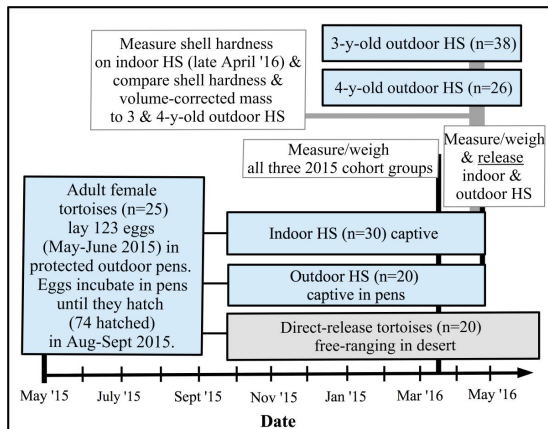 Measure shell hardness
on indoor HS (late April '16) &
compare shell hardness &
volume-corrected mass
to 3 & 4-y-old outdoor HS
3-y-old outdoor HS (n=38)
4-y-old outdoor HS (n=26)
Measure/weigh
all three 2015 cohort groups
Measure/weigh
& release
indoor &
outdoor HS
Adult female
tortoises (n=25)
lay 123 eggs
(May-June 2015) in
protected outdoor pens.
Eggs incubate in pens
until they hatch
(74 hatched)
in Aug-Sept 2015.
Indoor HS (n=30) captive
Outdoor HS (n=20)
captive in pens
Direct-release tortoises (n=20)
free-ranging in desert
May '15 July '15 Sept '15 Nov '15 Jan '16 Mar '16 May '16
Date